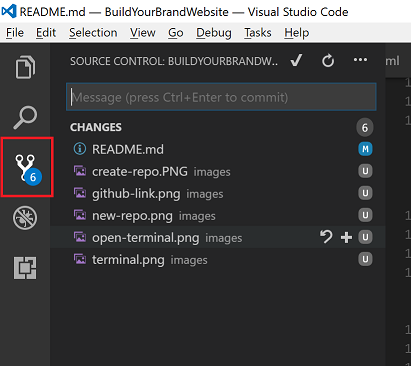 README.md — BuildYourBrandWebsite — Visual Studio Code
File Edit Selection View Go Debug Tasks Help
SOURCE CONTROL: BUILDYOURBRANDW...
ml
Message (press Ctrl+Enter to commit)
CHANGES 6
README.md M
6
create-repo.PNG images U
github-link.png images U
new-repo.png images U
open-terminal.png images U
terminal.png images U